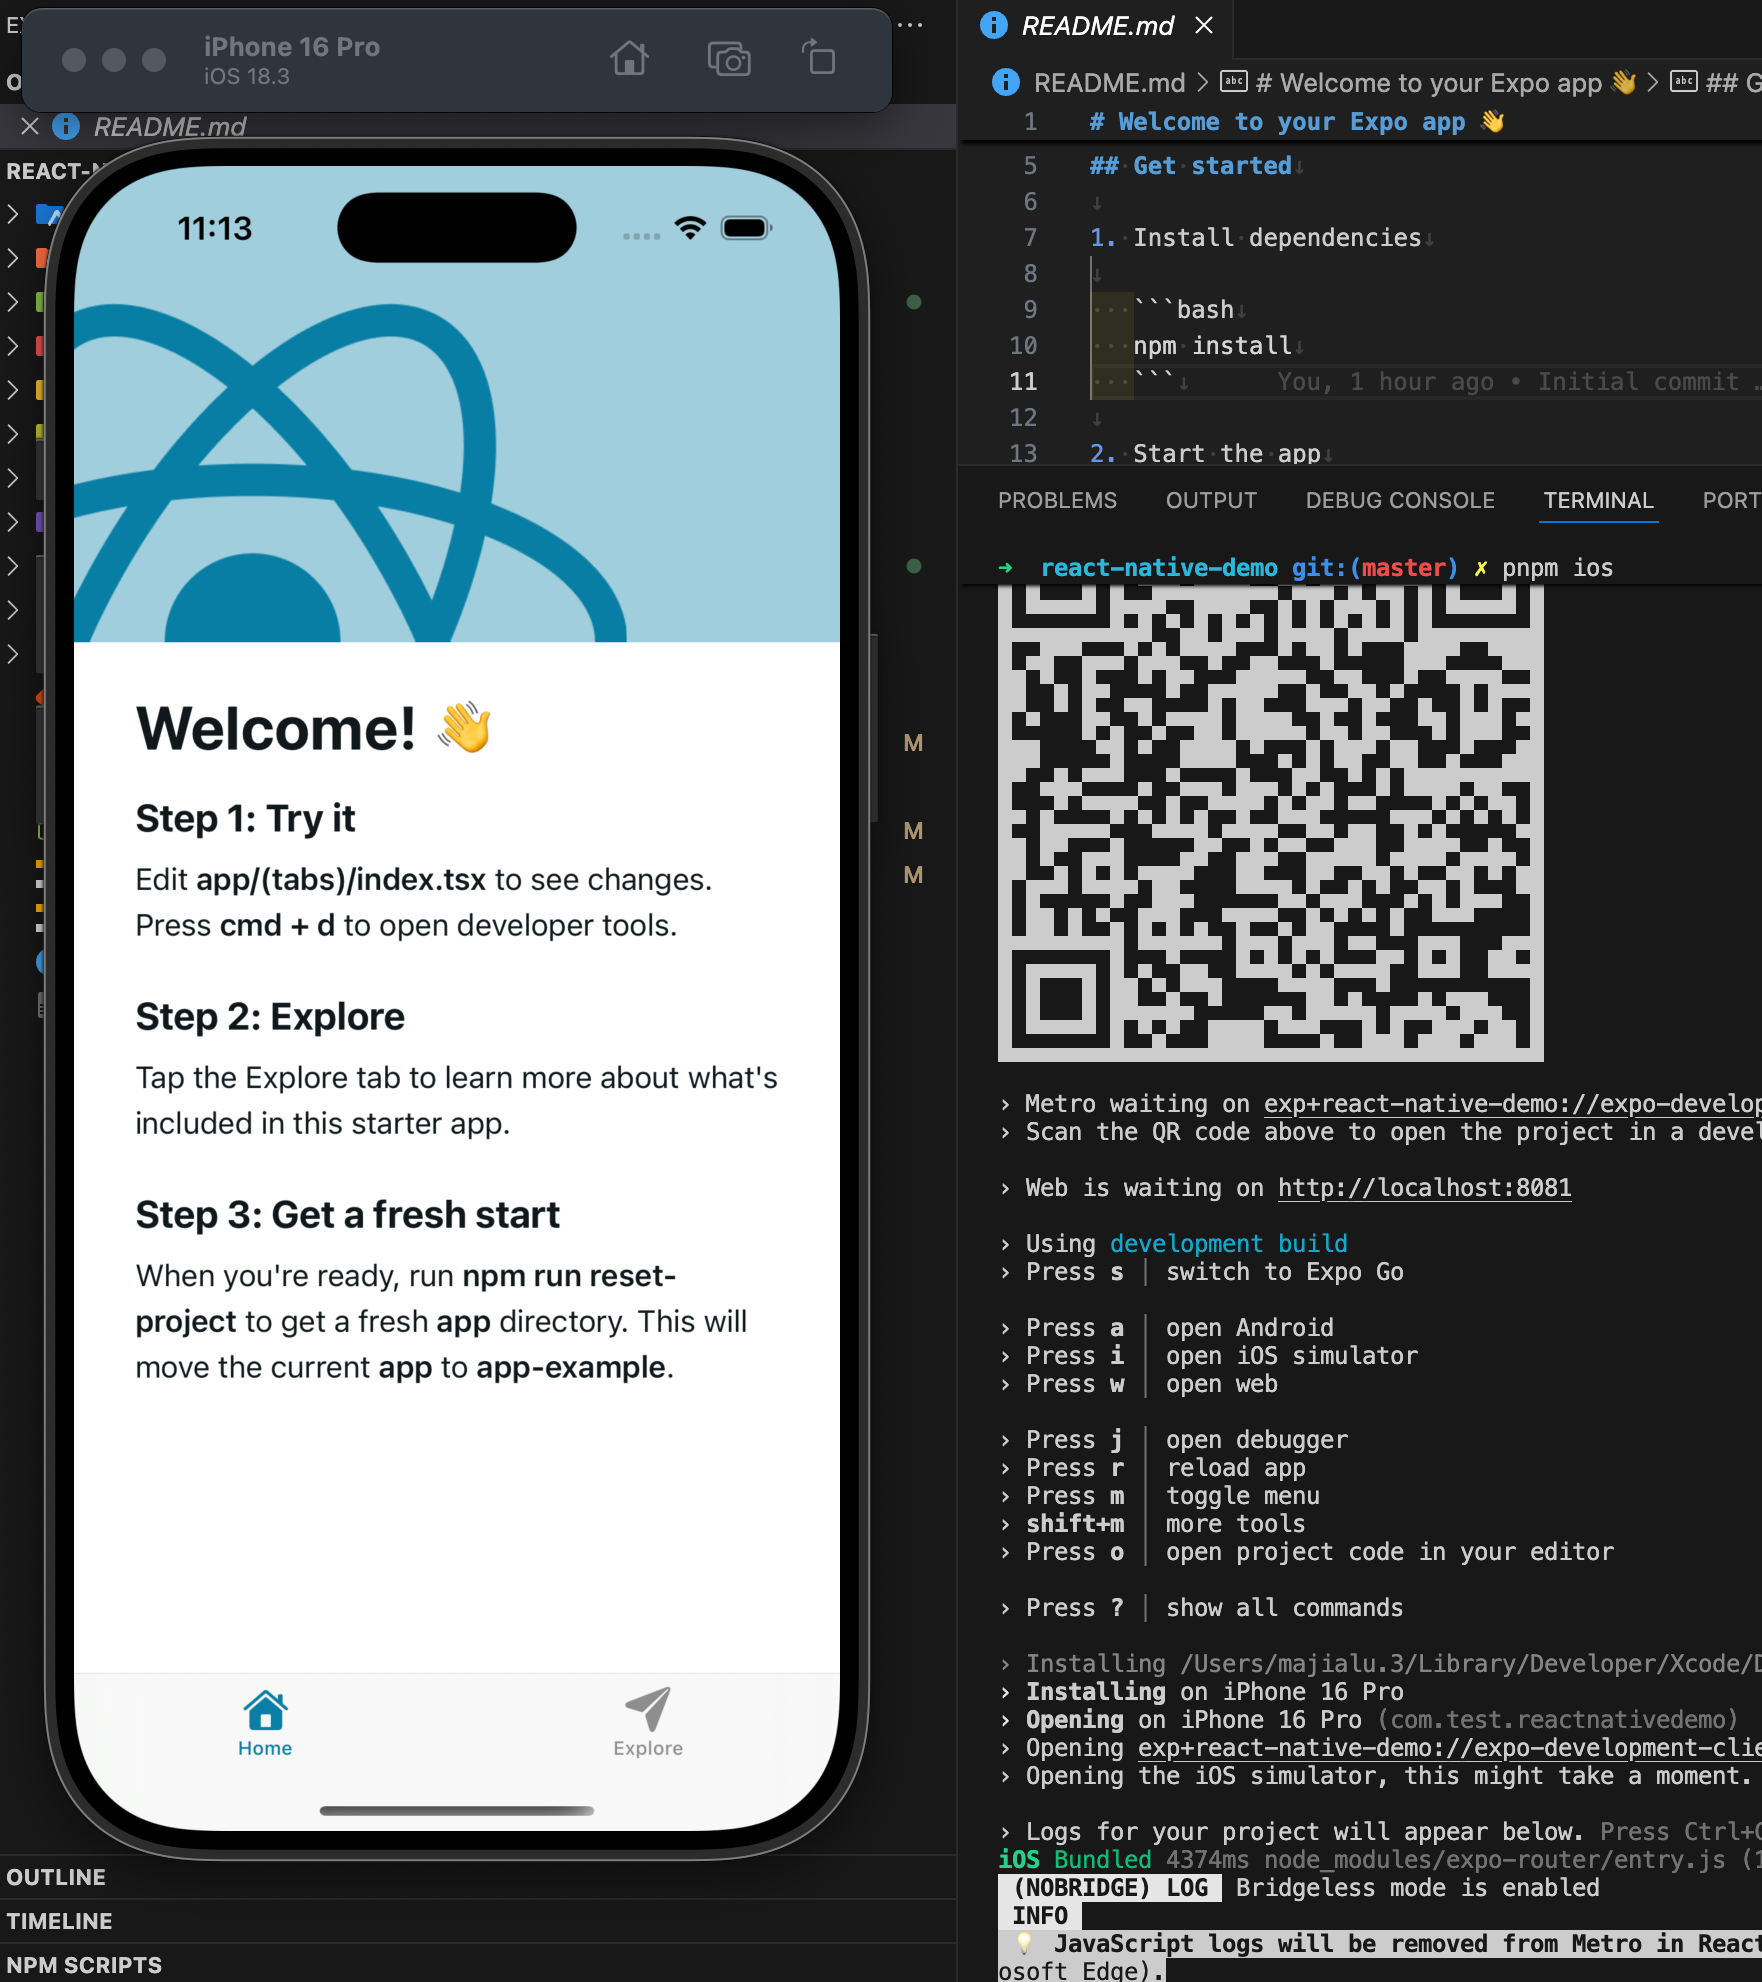 iPhone 16 Pro
iOS 18.3
README.md
REACT-N
11:13
Welcome! 👋
Step 1: Try it
Edit app/(tabs)/index.tsx to see changes.
Press cmd + d to open developer tools.
Step 2: Explore
Tap the Explore tab to learn more about what's
included in this starter app.
Step 3: Get a fresh start
When you're ready, run npm run reset-
project to get a fresh app directory. This will
move the current app to app-example.
Home
Explore
M
M
M
OUTLINE
TIMELINE
NPM SCRIPTS
README.md
README.md > # Welcome to your Expo app 👋 > ## G
1 # Welcome to your Expo app 👋
5 ## Get started
6
7 1. Install dependencies
8
9 ```bash
10 npm install
11 ``` You, 1 hour ago • Initial commit …
12
13 2. Start the app
PROBLEMS OUTPUT DEBUG CONSOLE TERMINAL PORT
➜ react-native-demo git:(master) ✗ pnpm ios
› Metro waiting on exp+react-native-demo://expo-develop
› Scan the QR code above to open the project in a devel
› Web is waiting on http://localhost:8081
› Using development build
› Press s │ switch to Expo Go
› Press a │ open Android
› Press i │ open iOS simulator
› Press w │ open web
› Press j │ open debugger
› Press r │ reload app
› Press m │ toggle menu
› shift+m │ more tools
› Press o │ open project code in your editor
› Press ? │ show all commands
› Installing /Users/majialu.3/Library/Developer/Xcode/D
› Installing on iPhone 16 Pro
› Opening on iPhone 16 Pro (com.test.reactnativedemo)
› Opening exp+react-native-demo://expo-development-clie
› Opening the iOS simulator, this might take a moment.
› Logs for your project will appear below. Press Ctrl+C
iOS Bundled 4374ms node_modules/expo-router/entry.js (1
(NOBRIDGE) LOG Bridgeless mode is enabled
INFO
💡 JavaScript logs will be removed from Metro in React
osoft Edge).